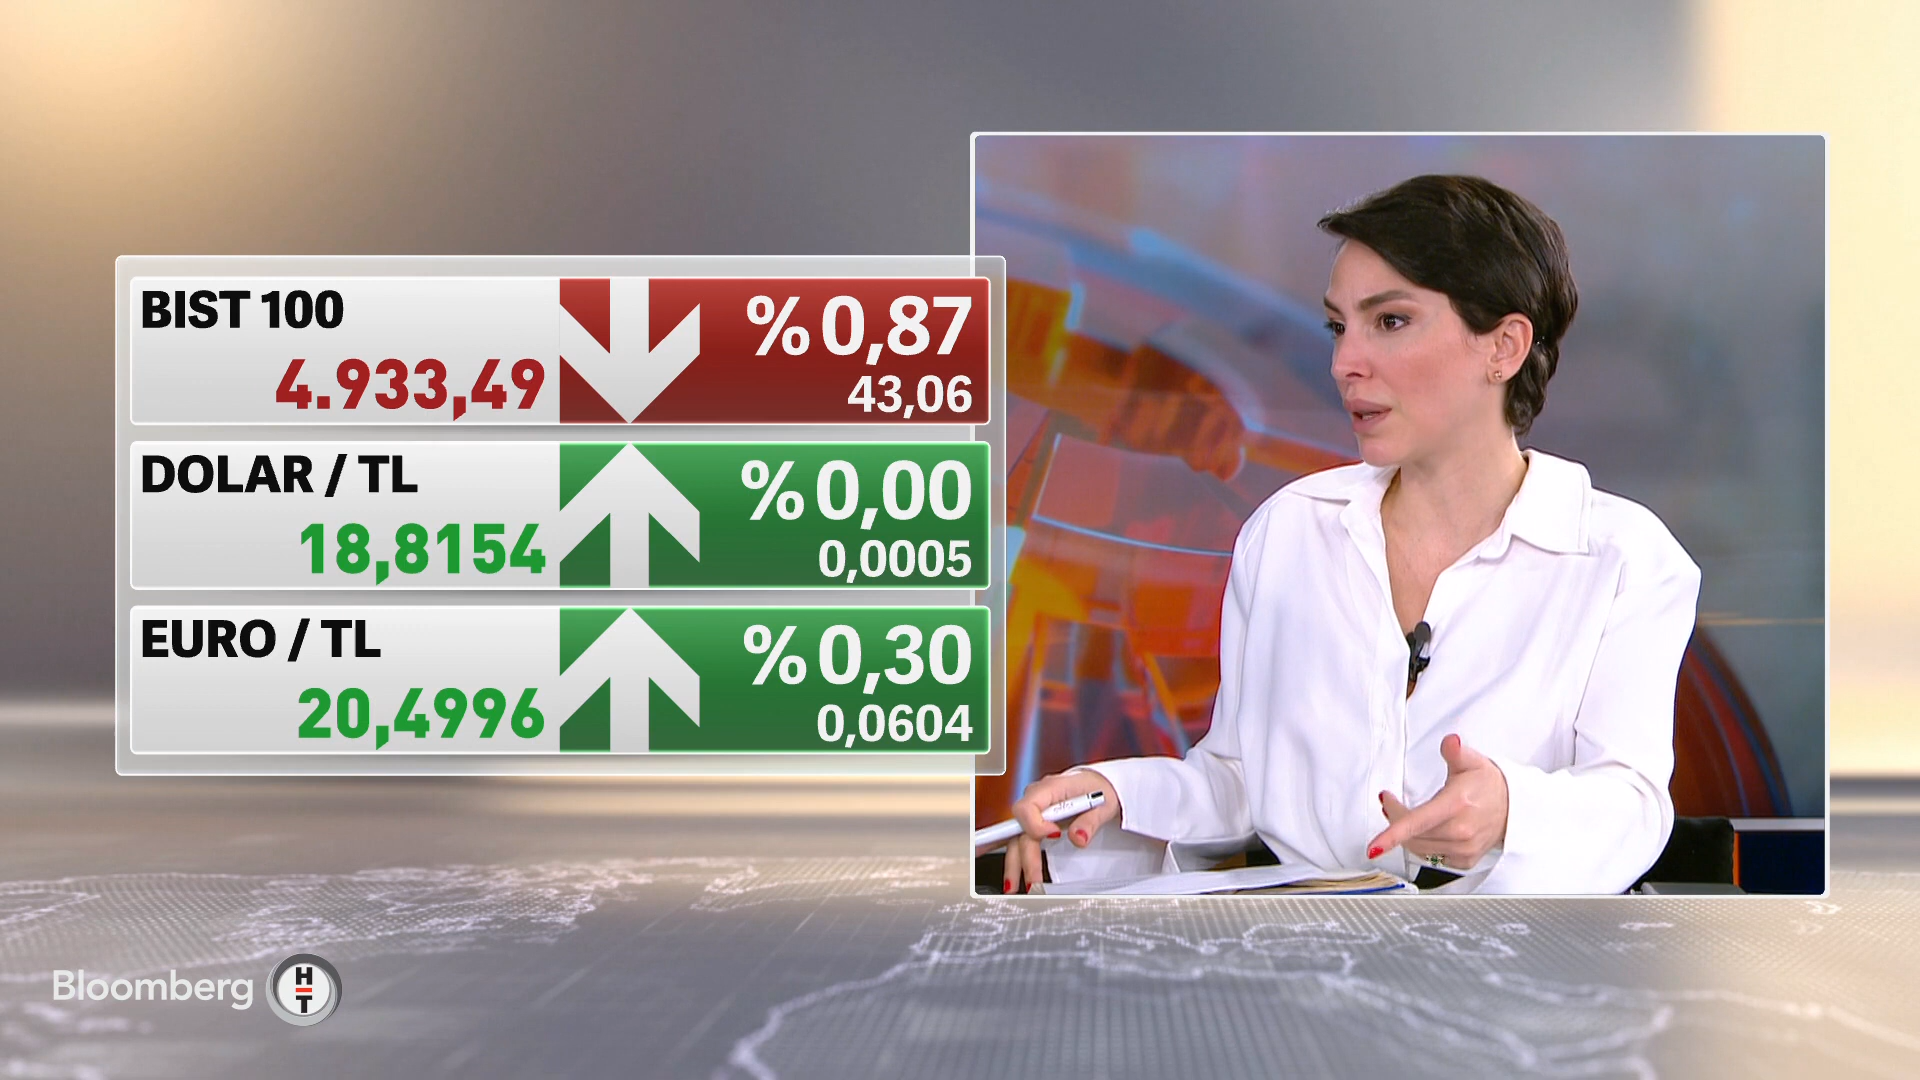 BIST 100
4.933,49
%0,87
43,06
DOLAR / TL
18,8154
%0,00
0,0005
EURO / TL
20,4996
%0,30
0,0604
Bloomberg HT